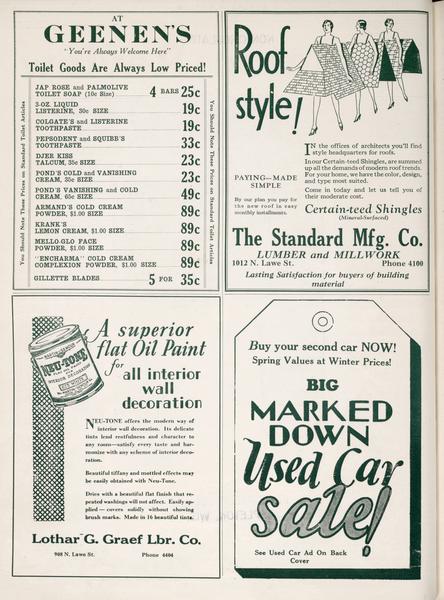 AT
GEENEN'S
"You're Always Welcome Here"
Toilet Goods Are Always Low Priced!
You Should Note These Prices on Standard Toilet Articles
JAP ROSE and PALMOLIVE
TOILET SOAP (10c Size) 4 BARS 25c
3-OZ. LIQUID
LISTERINE, 30c SIZE 19c
COLGATE'S and LISTERINE
TOOTHPASTE 19c
PEPSODENT and SQUIBB'S
TOOTHPASTE 33c
DJER KISS
TALCUM, 35c SIZE 23c
POND'S COLD and VANISHING
CREAM, 35c SIZE 23c
POND'S VANISHING and COLD
CREAM, 65c SIZE 49c
ARMAND'S COLD CREAM
POWDER, $1.00 SIZE 89c
KRANK'S
LEMON CREAM, $1.00 SIZE 89c
MELLO-GLO FACE
POWDER, $1.00 SIZE 89c
"ENCHARMA" COLD CREAM
COMPLEXION POWDER, $1.00 SIZE 89c
GILLETTE BLADES 5 FOR 35c
You Should Note These Prices on Standard Toilet Articles
Roof
style!
IN the offices of architects you'll find
style headquarters for roofs.
In our Certain-teed Shingles, are summed
up all the demands of modern roof trends.
For your home, we have the color, design,
and type most suited.
Come in today and let us tell you of
their moderate cost.
PAYING—MADE
SIMPLE
By our plan you pay for
the new roof in easy
monthly installments.
Certain-teed Shingles
(Mineral-Surfaced)
The Standard Mfg. Co.
LUMBER and MILLWORK
1012 N. Lawe St. Phone 4100
Lasting Satisfaction for buyers of building
material
A superior
flat Oil Paint
for
all interior
wall
decoration
NEU-TONE
NEU-TONE offers the modern way of
interior wall decoration. Its delicate
tints lend restfulness and character to
any room—satisfy every taste and har-
monize with any scheme of interior deco-
ration.
Beautiful tiffany and mottled effects may
be easily obtained with Neu-Tone.
Dries with a beautiful flat finish that re-
peated washings will not affect. Easily ap-
plied—covers solidly without showing
brush marks. Made in 16 beautiful tints.
Lothar G. Graef Lbr. Co.
908 N. Lawe St. Phone 4404
Buy your second car NOW!
Spring Values at Winter Prices!
BIG
MARKED
DOWN
Used Car
sale!
See Used Car Ad On Back
Cover